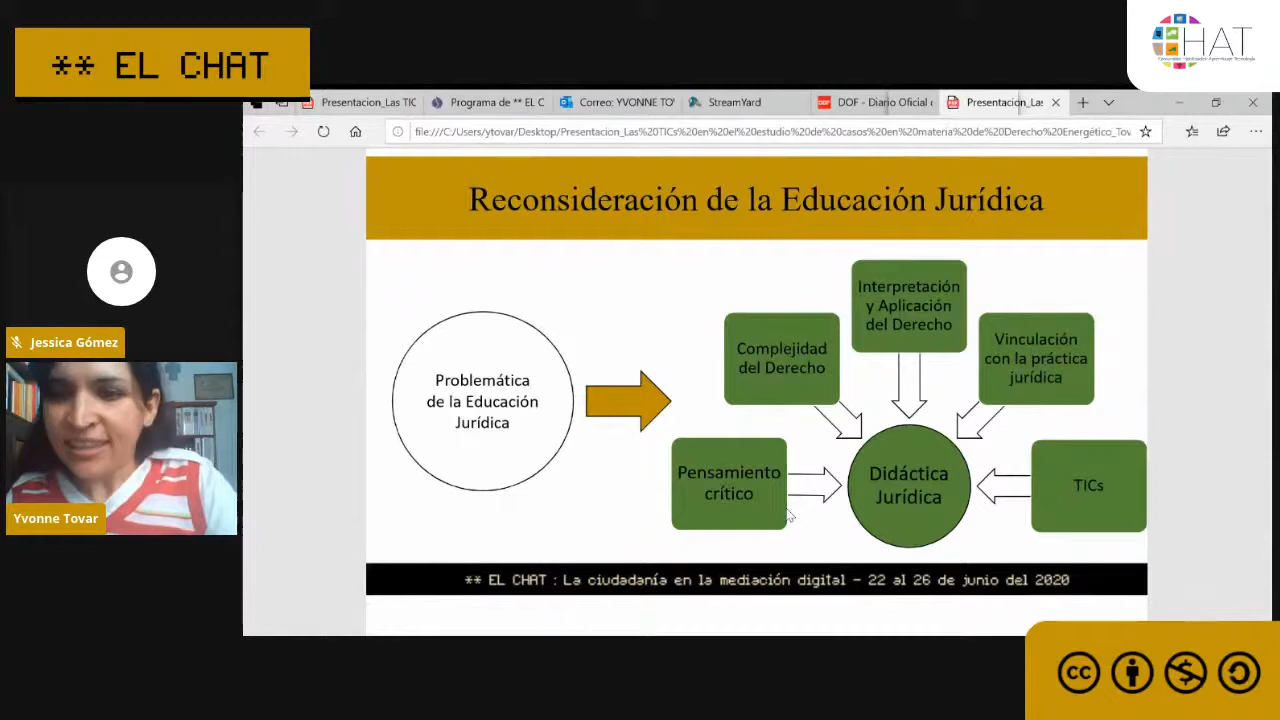 ** EL CHAT
HAT
Presentacion_Las TIC
Programa de ** EL C
Correo: YVONNE TOV
StreamYard
DOF - Diario Oficial d
Presentacion_Las
file:///C:/Users/ytovar/Desktop/Presentacion_Las%20TICs%20en%20el%20estudio%20de%20casos%20en%20materia%20de%20Derecho%20Energético_Tov
Reconsideración de la Educación Jurídica
Problemática
de la Educación
Jurídica
Complejidad
del Derecho
Interpretación
y Aplicación
del Derecho
Vinculación
con la práctica
jurídica
Pensamiento
crítico
Didáctica
Jurídica
TICs
** EL CHAT : La ciudadanía en la mediación digital – 22 al 26 de junio del 2020
Jessica Gómez
Yvonne Tovar
CC